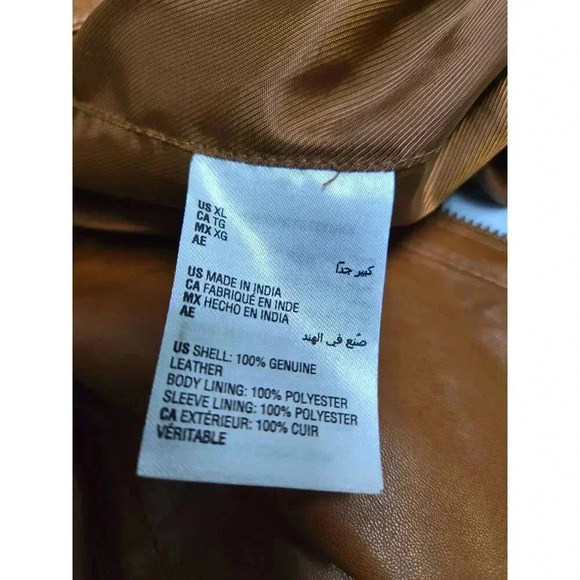 US XL
CA TG
MX XG
AE
كبير جدًا
US MADE IN INDIA
CA FABRIQUÉ EN INDE
MX HECHO EN INDIA
AE
صُنع في الهند
US SHELL: 100% GENUINE
LEATHER
BODY LINING: 100% POLYESTER
SLEEVE LINING: 100% POLYESTER
CA EXTÉRIEUR: 100% CUIR
VÉRITABLE